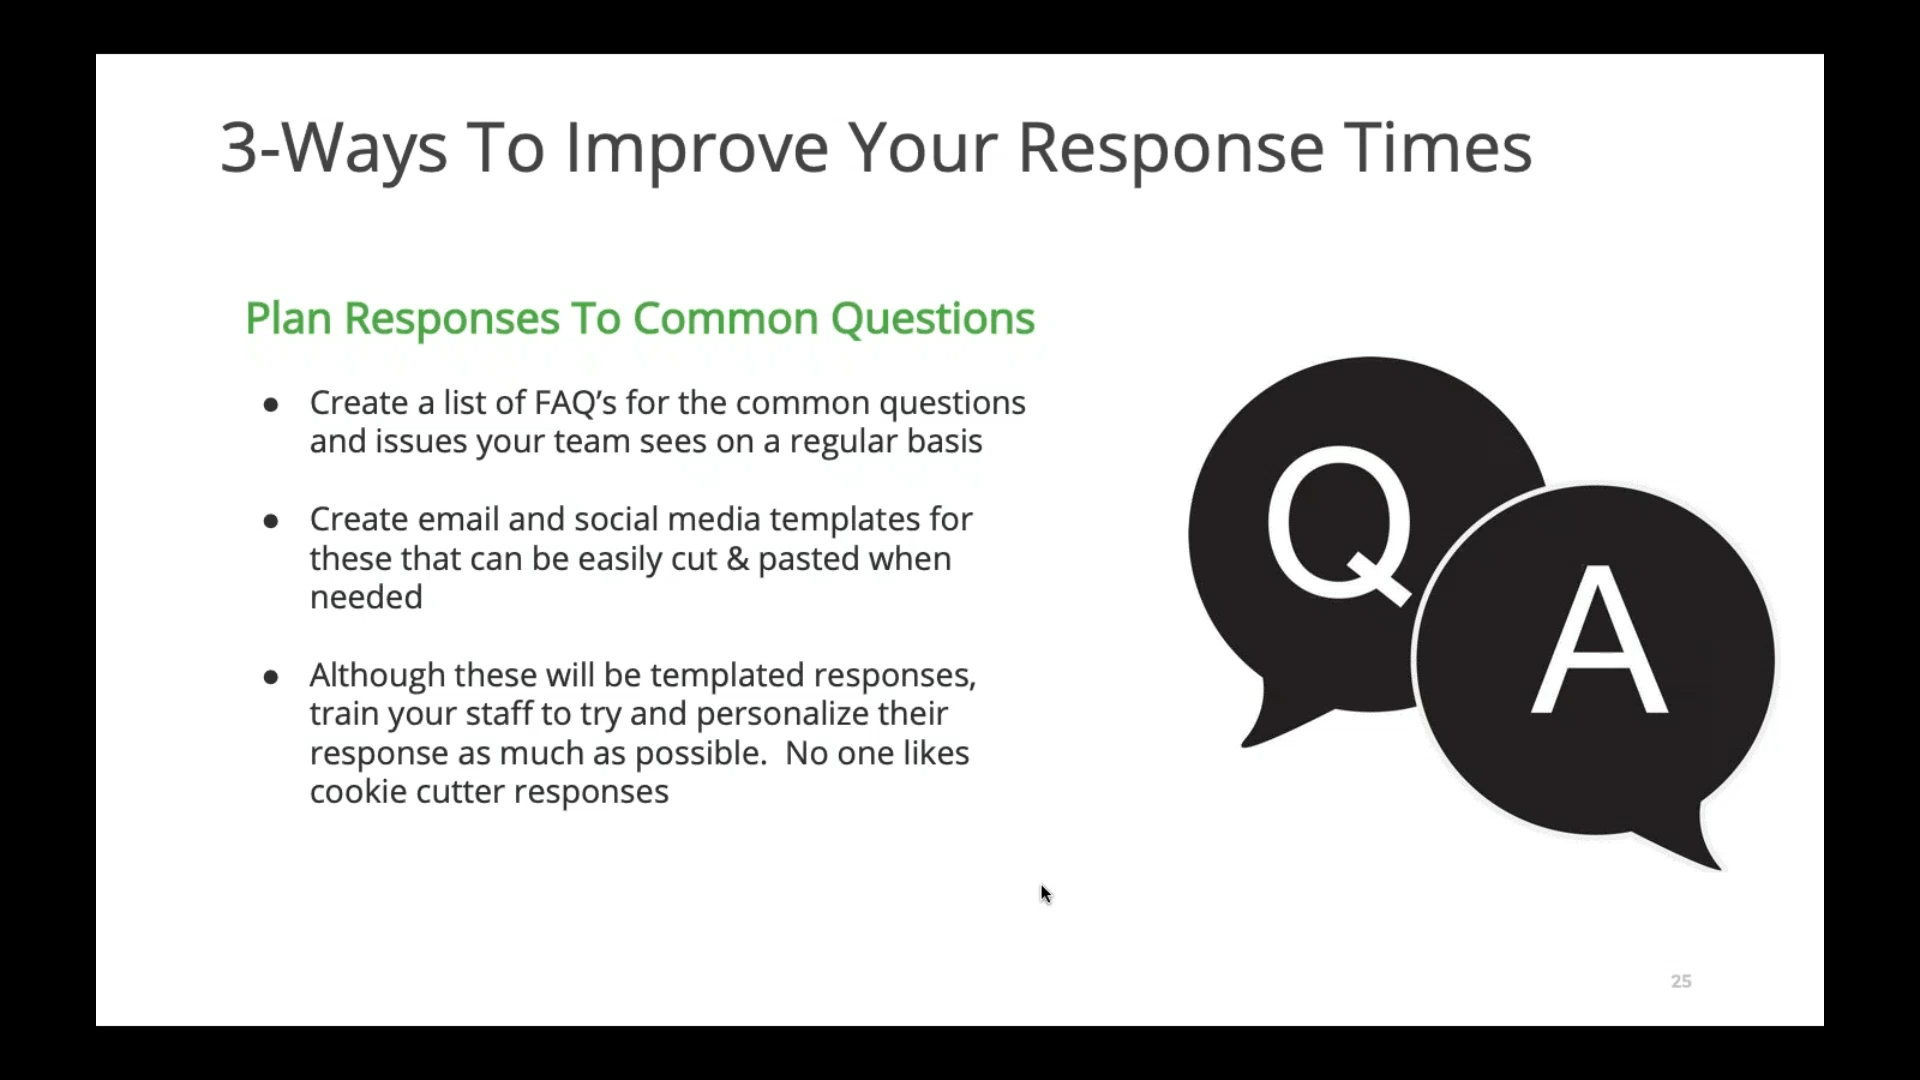 3-Ways To Improve Your Response Times
Plan Responses To Common Questions
● Create a list of FAQ’s for the common questions
and issues your team sees on a regular basis
● Create email and social media templates for
these that can be easily cut & pasted when
needed
● Although these will be templated responses,
train your staff to try and personalize their
response as much as possible.  No one likes
cookie cutter responses
Q
A
25